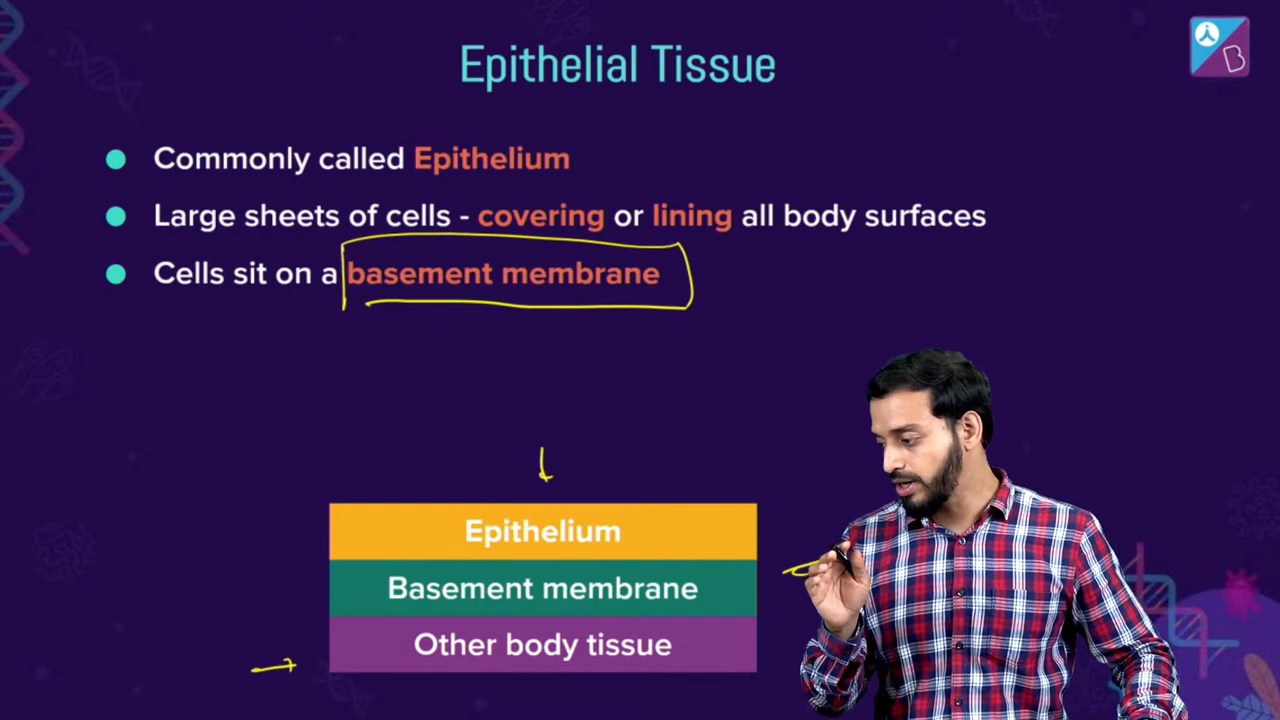 Epithelial Tissue
Commonly called Epithelium
Large sheets of cells - covering or lining all body surfaces
Cells sit on a basement membrane
Epithelium
Basement membrane
Other body tissue
B